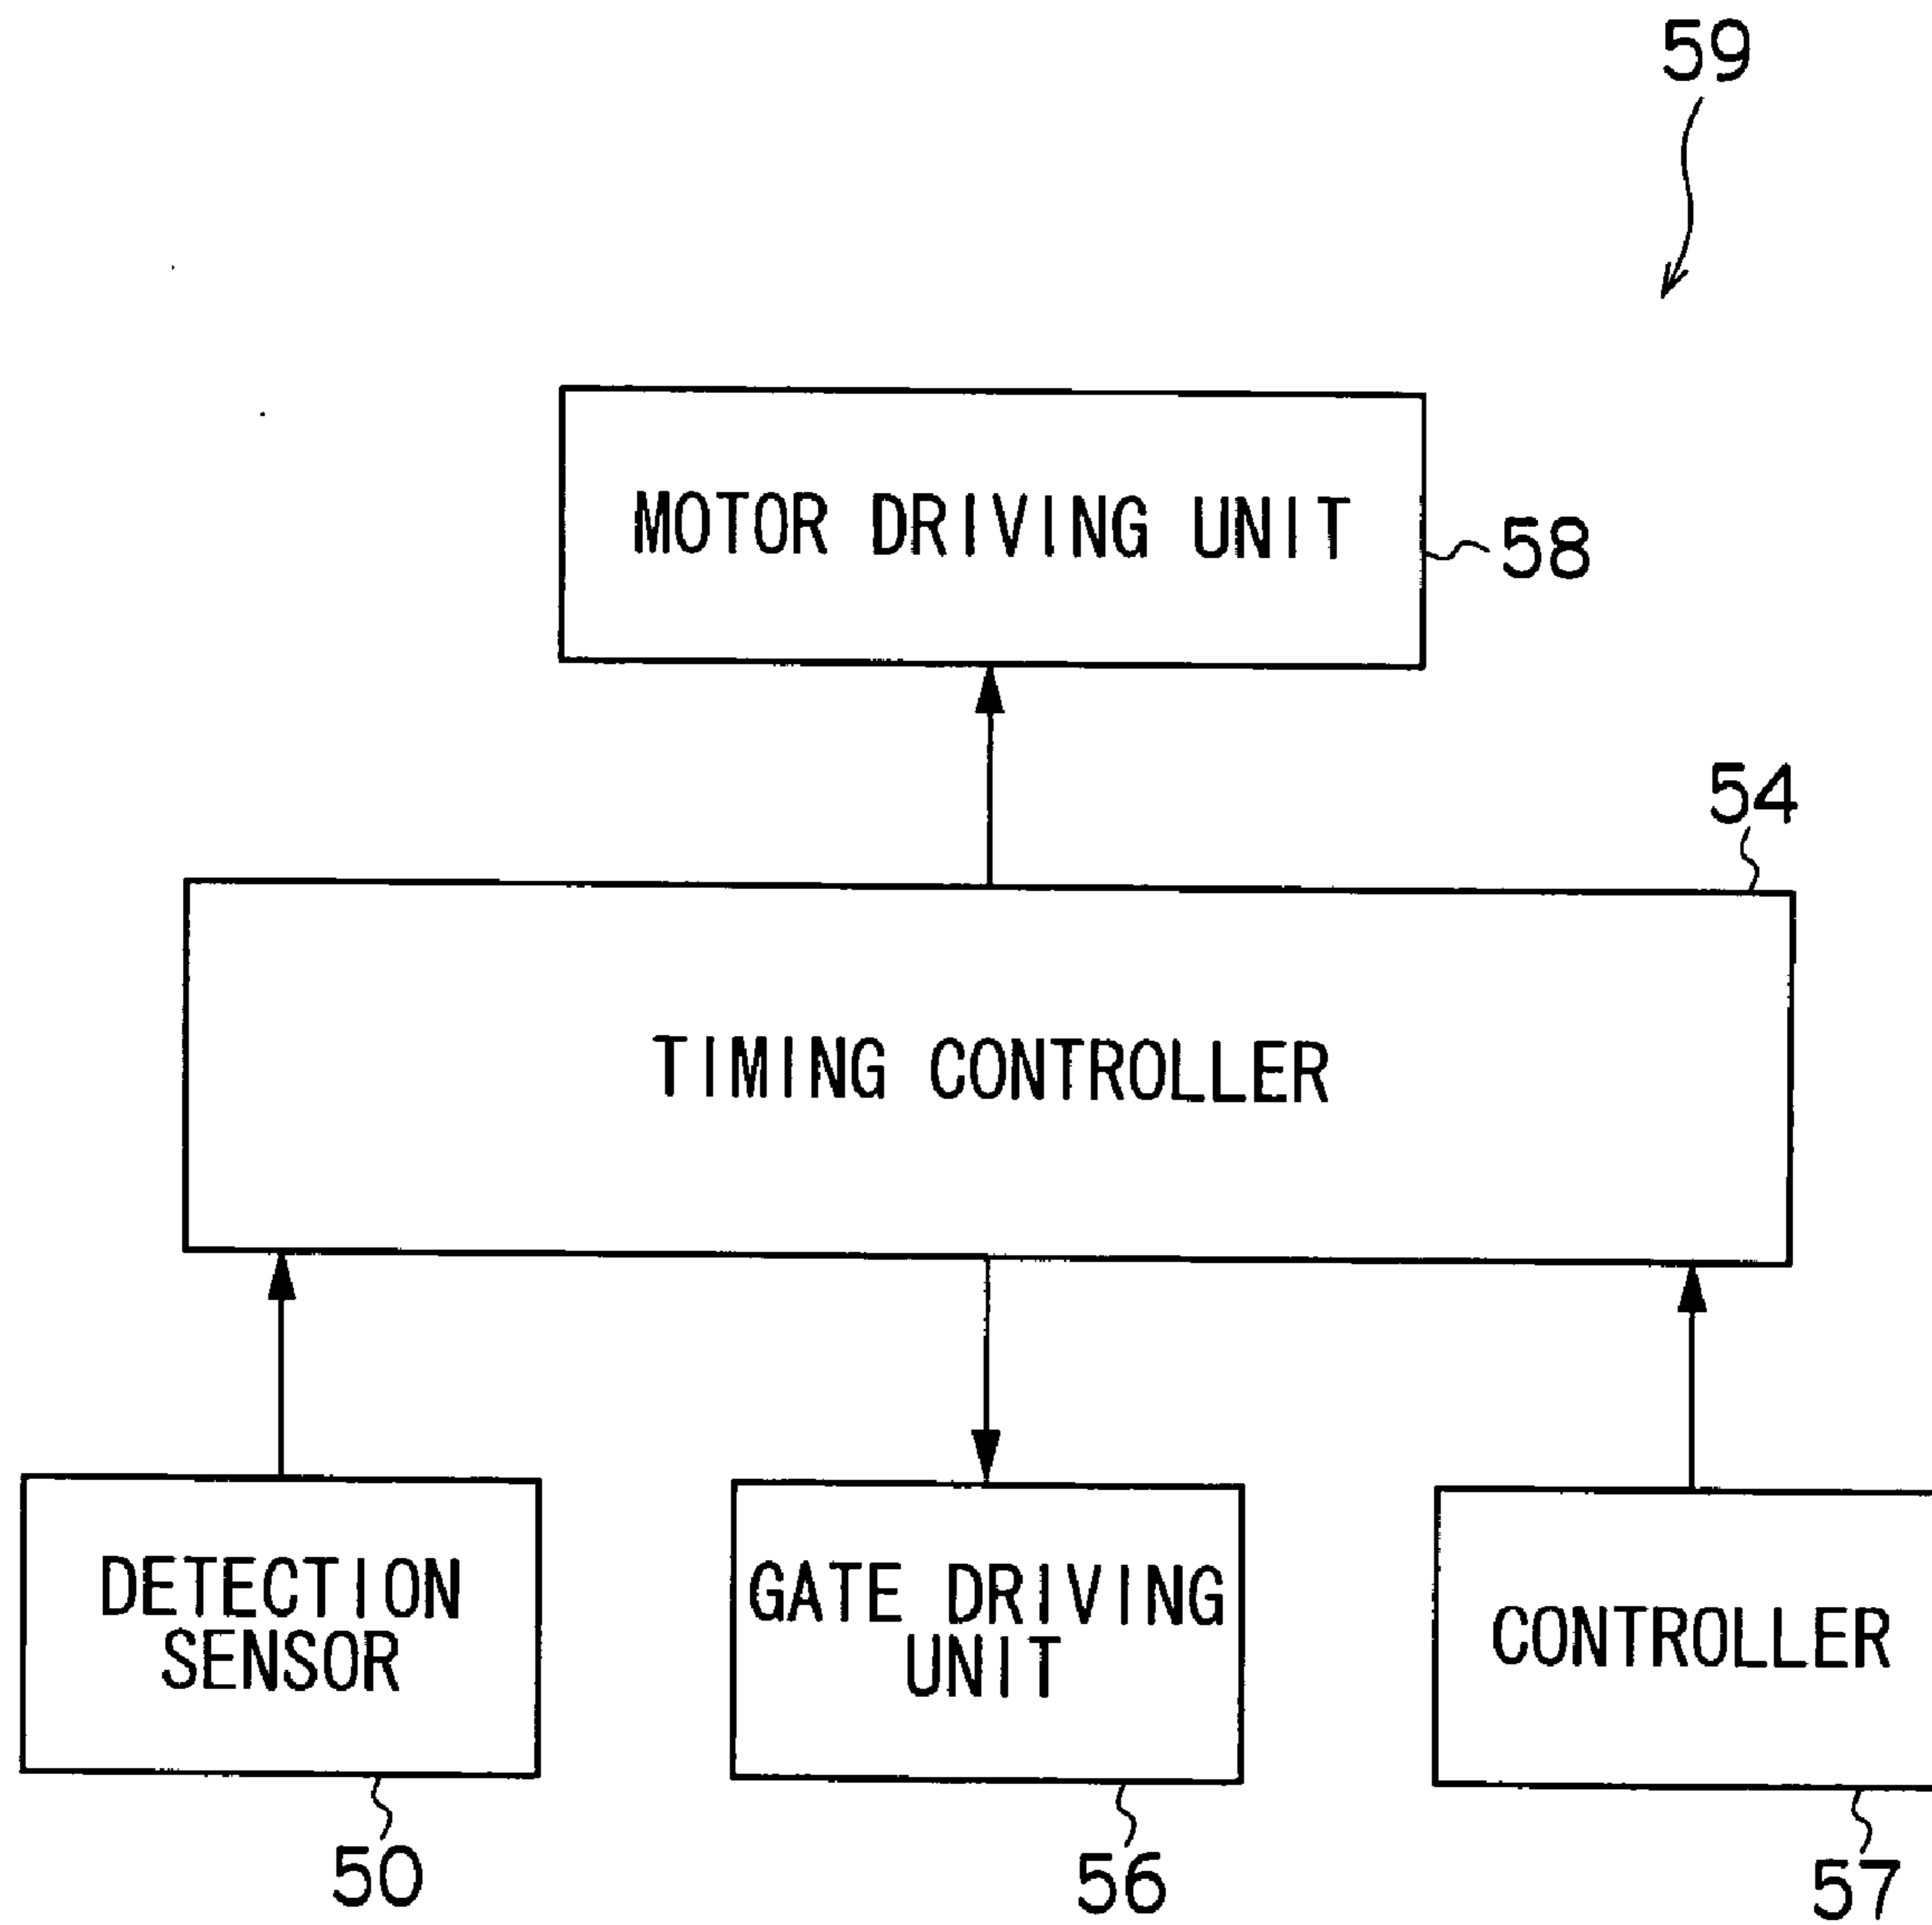 59
MOTOR DRIVING UNIT
58
54
TIMING CONTROLLER
DETECTION
SENSOR
GATE DRIVING
UNIT
CONTROLLER
50
56
57